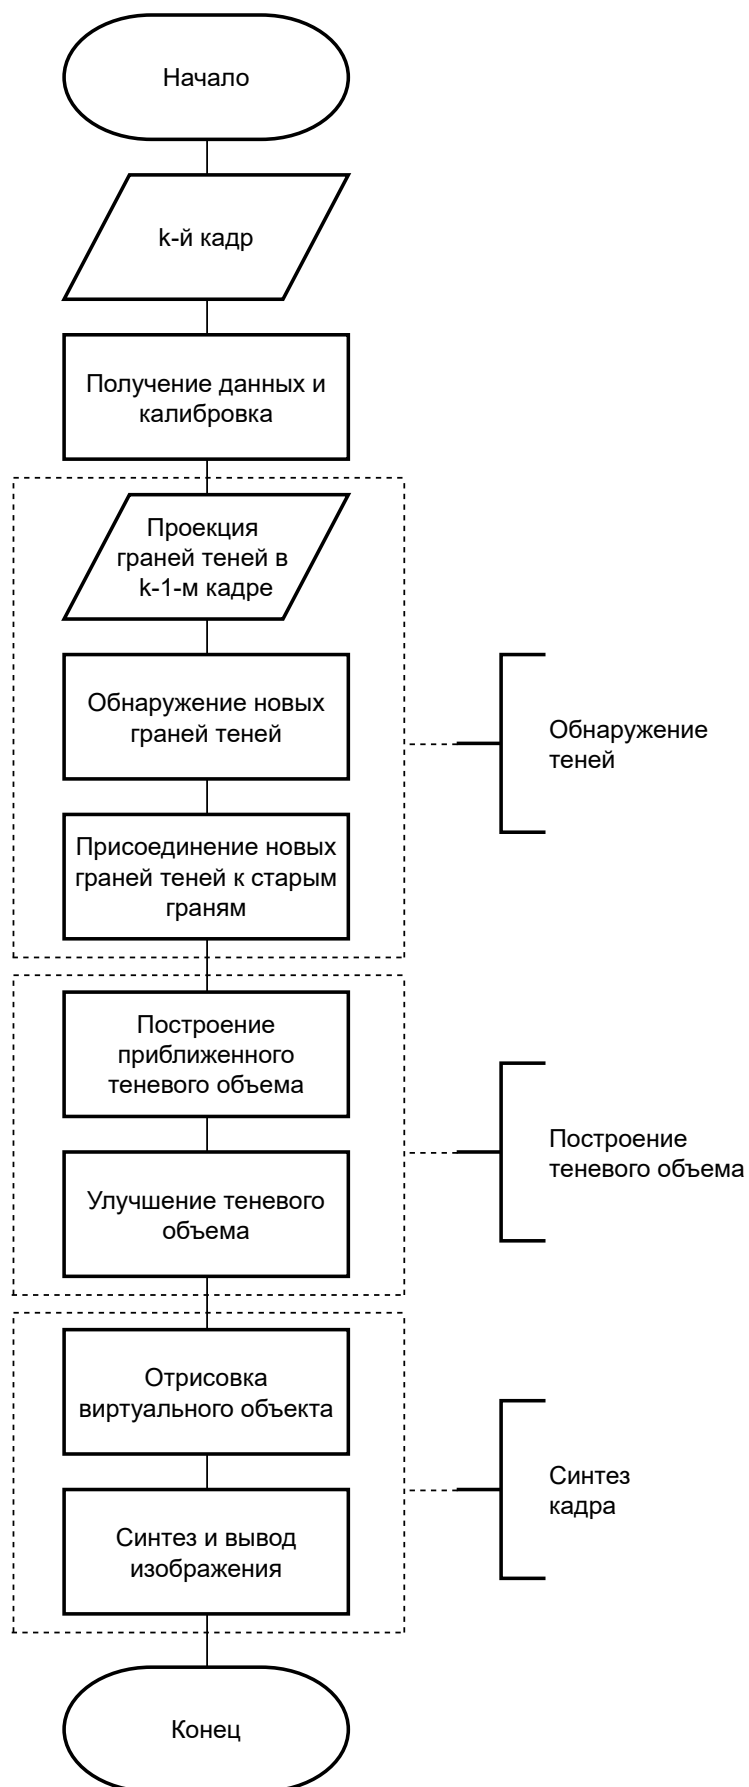 Начало
k-й кадр
Получение данных и
калибровка
Проекция
граней теней в
k-1-м кадре
Обнаружение новых
граней теней
Обнаружение
теней
Присоединение новых
граней теней к старым
граням
Построение
приближенного
теневого объема
Построение
теневого объема
Улучшение теневого
объема
Отрисовка
виртуального объекта
Синтез
кадра
Синтез и вывод
изображения
Конец